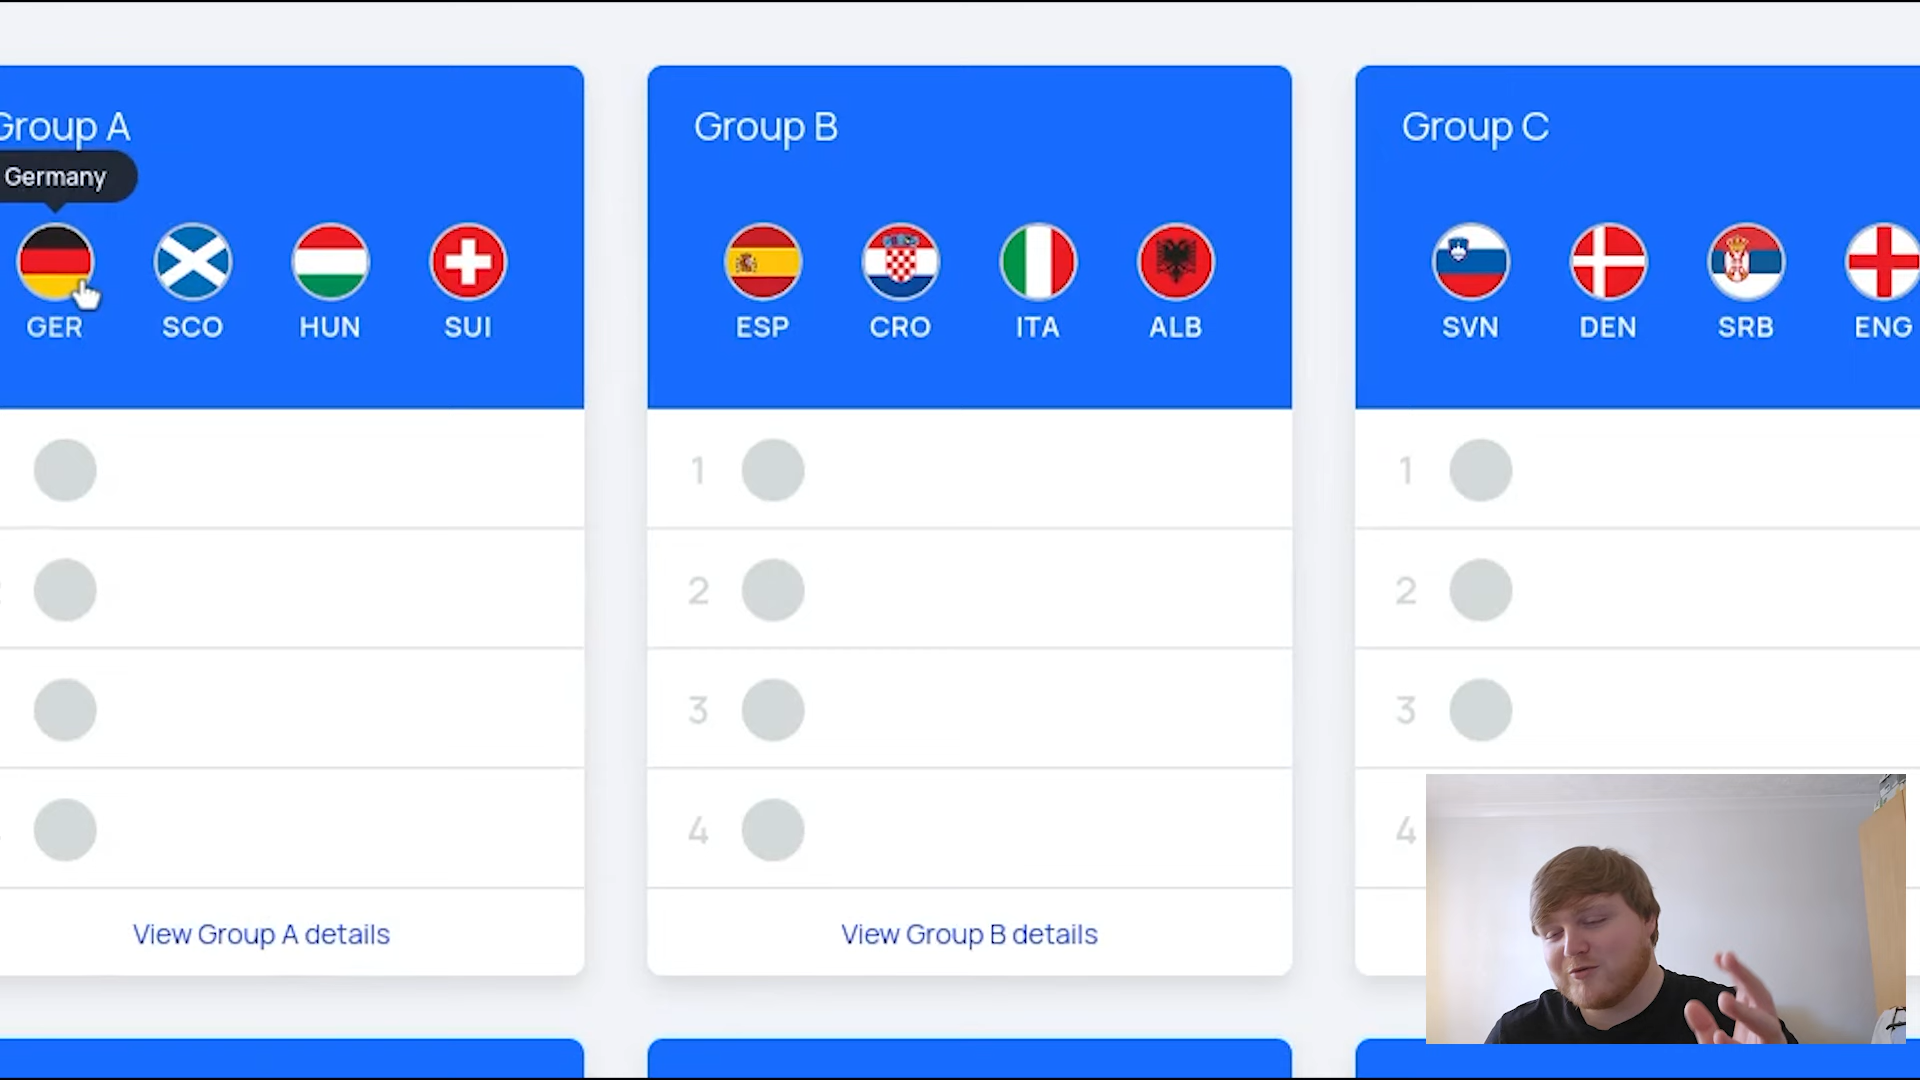 Group A
Germany
GER SCO HUN SUI
View Group A details
Group B
ESP CRO ITA ALB
1
2
3
4
View Group B details
Group C
SVN DEN SRB ENG
1
2
3
4